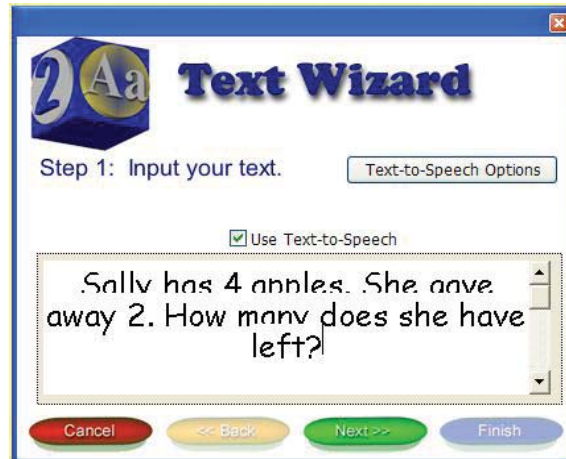 2 Aa
Text Wizard
Step 1: Input your text.
Text-to-Speech Options
Use Text-to-Speech
Sally has 4 apples. She gave
away 2. How many does she have
left?
Cancel
<< Back
Next >>
Finish